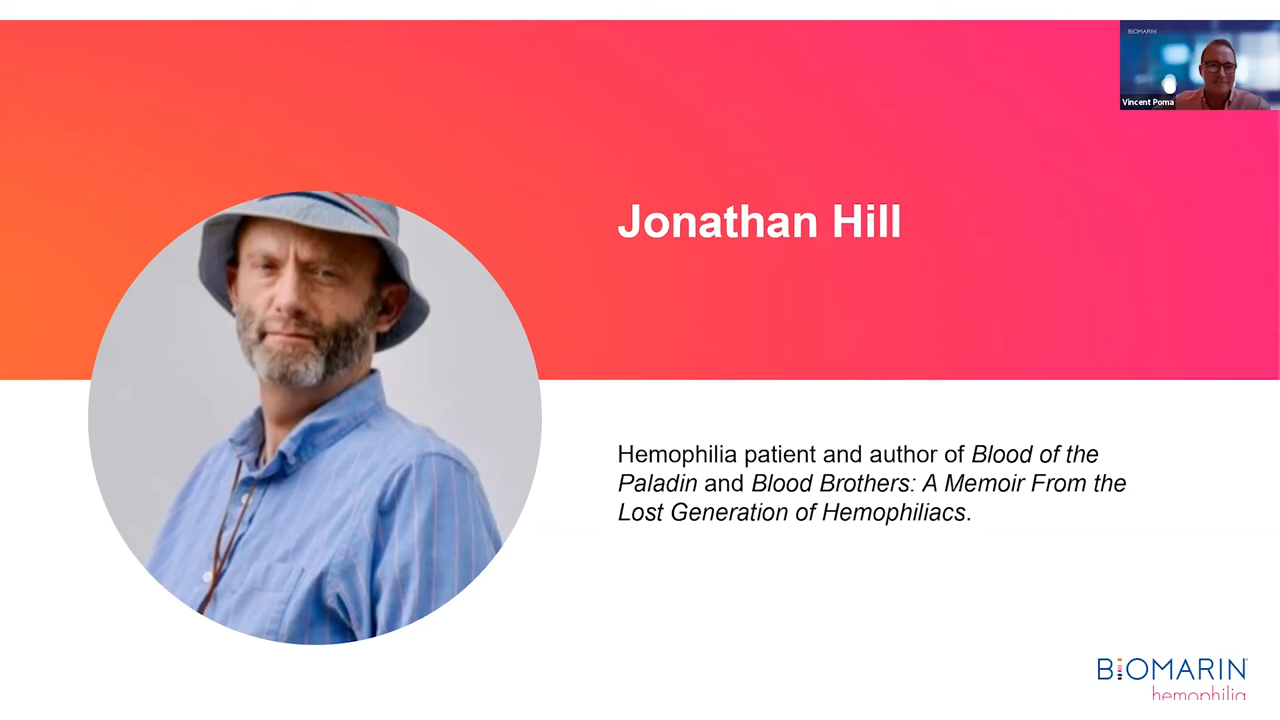 BIOMARIN
Vincent Poma
Jonathan Hill
Hemophilia patient and author of Blood of the
Paladin and Blood Brothers: A Memoir From the
Lost Generation of Hemophiliacs.
BIOMARIN
hemophilia